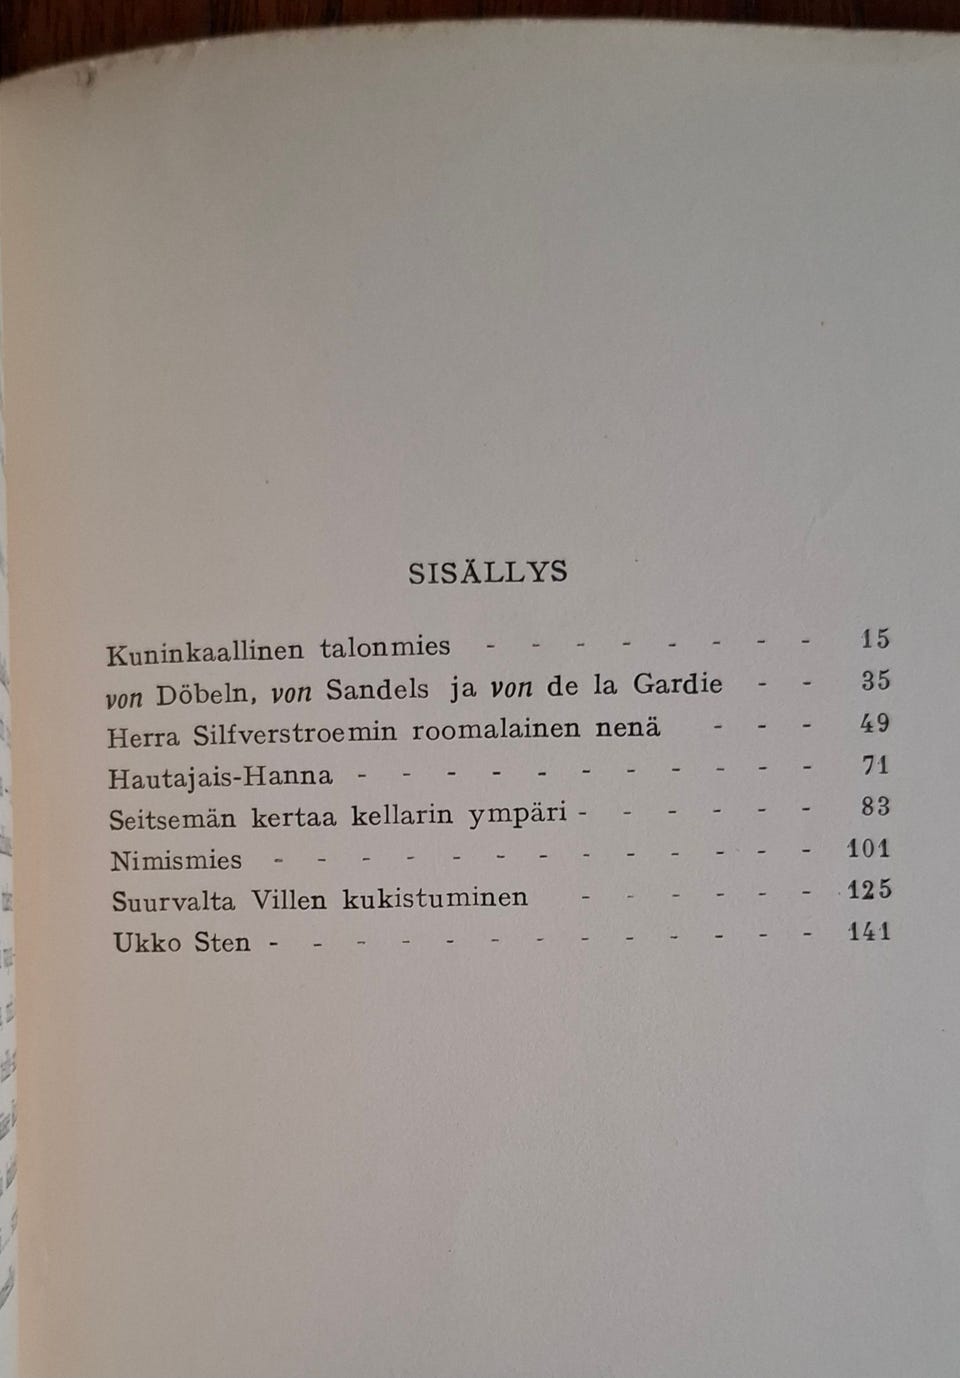 SISÄLLYS
Kuninkaallinen talonmies - - - - - - - - 15
von Döbeln, von Sandels ja von de la Gardie - - 35
Herra Silfverstroemin roomalainen nenä - - - 49
Hautajais-Hanna - - - - - - - - - - - 71
Seitsemän kertaa kellarin ympäri - - - - - - 83
Nimismies - - - - - - - - - - - - - 101
Suurvalta Villen kukistuminen - - - - - - 125
Ukko Sten - - - - - - - - - - - - - 141